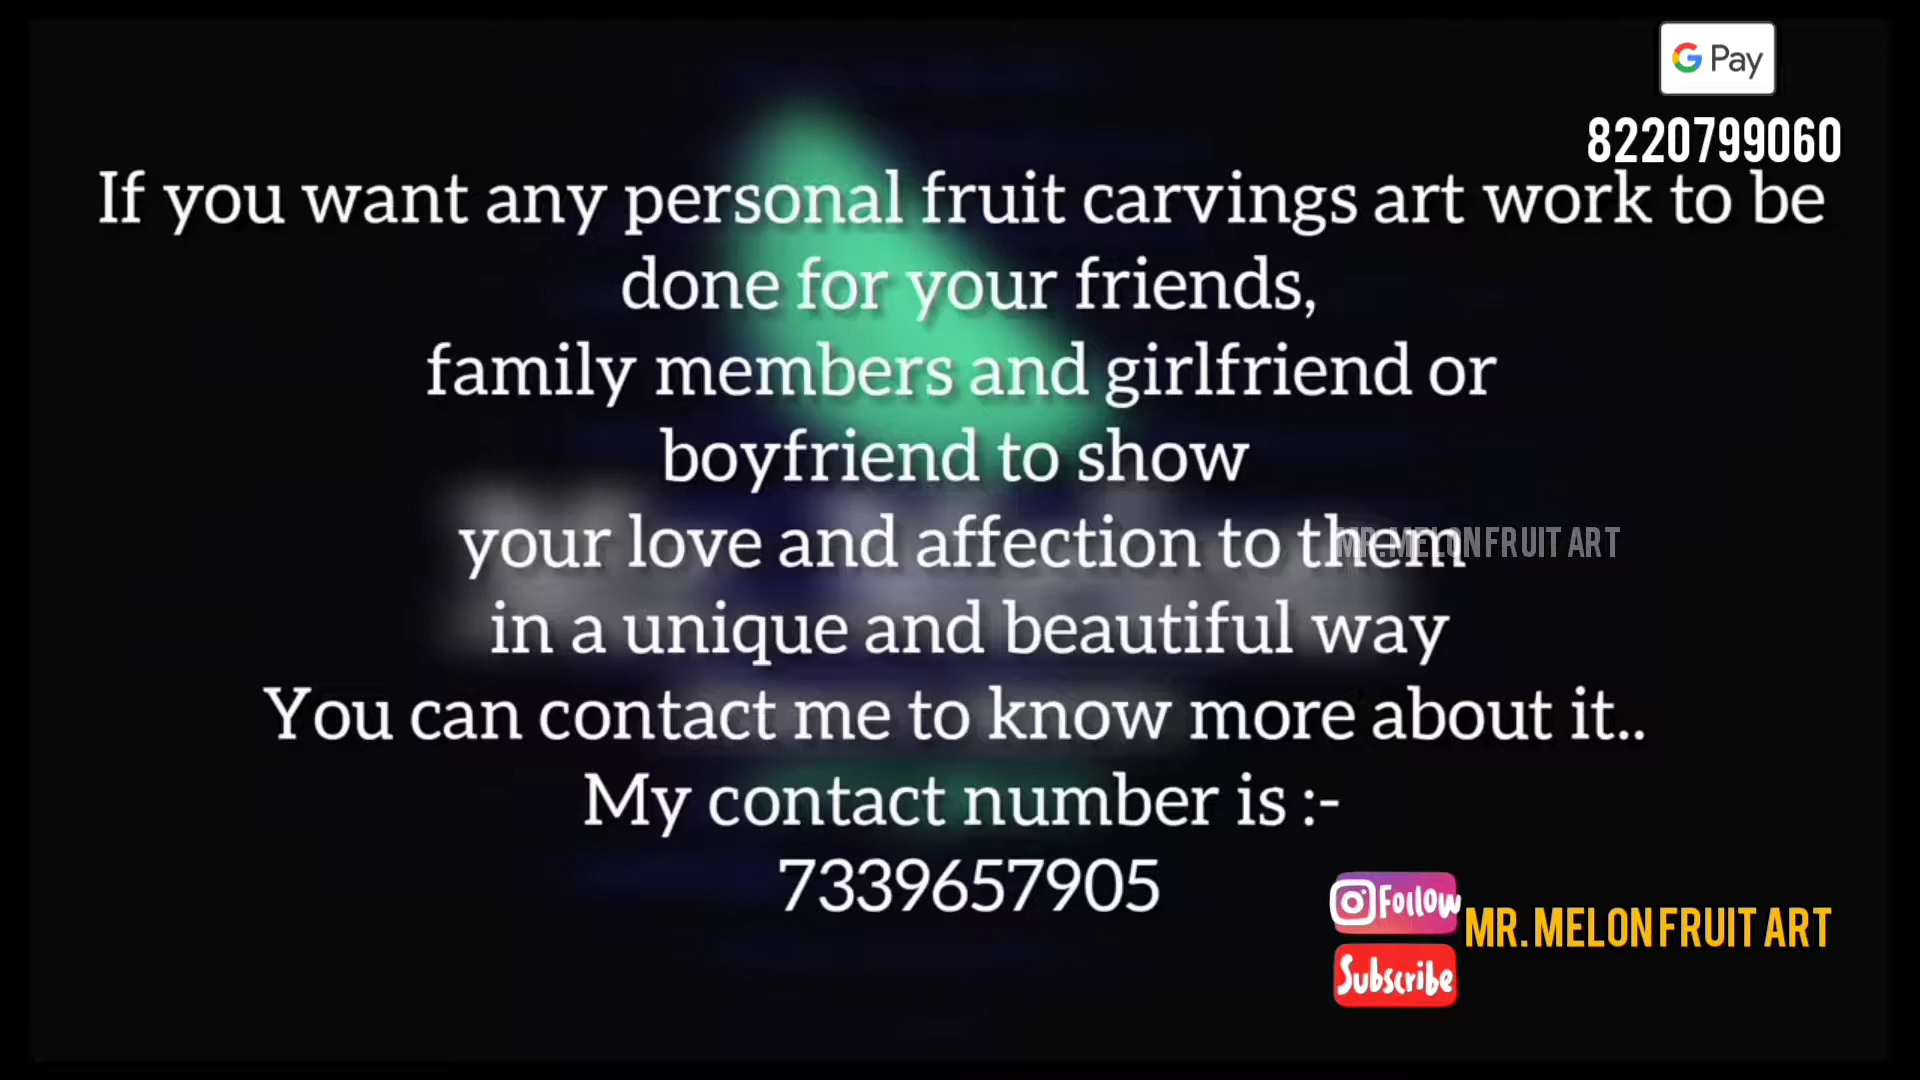 G Pay
8220799060
If you want any personal fruit carvings art work to be
done for your friends,
family members and girlfriend or
boyfriend to show
your love and affection to them
MR. MELON FRUIT ART
in a unique and beautiful way
You can contact me to know more about it..
My contact number is :-
7339657905
Follow
MR. MELON FRUIT ART
Subscribe